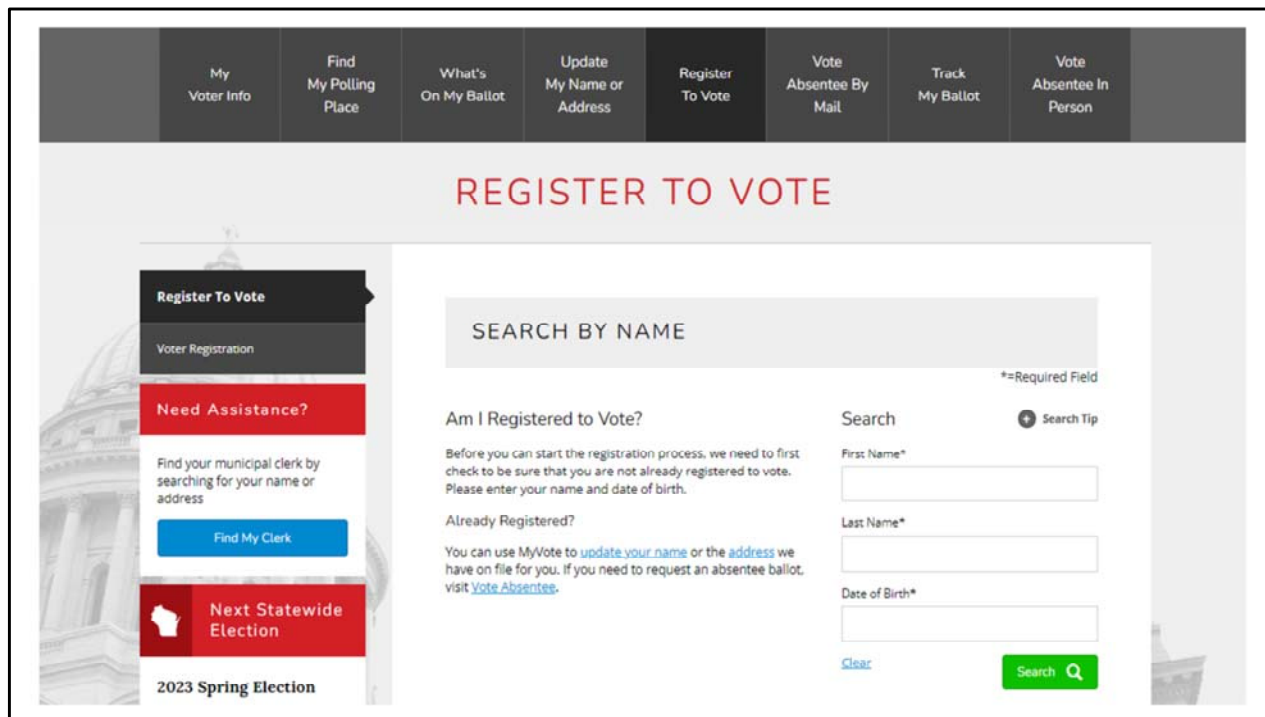 My
Voter Info
Find
My Polling
Place
What's
On My Ballot
Update
My Name or
Address
Register
To Vote
Vote
Absentee By
Mail
Track
My Ballot
Vote
Absentee In
Person
REGISTER TO VOTE
Register To Vote
Voter Registration
Need Assistance?
Find your municipal clerk by
searching for your name or
address
Find My Clerk
Next Statewide
Election
2023 Spring Election
SEARCH BY NAME
*=Required Field
Am I Registered to Vote?
Before you can start the registration process, we need to first
check to be sure that you are not already registered to vote.
Please enter your name and date of birth.
Already Registered?
You can use MyVote to update your name or the address we
have on file for you. If you need to request an absentee ballot,
visit Vote Absentee.
Search
Search Tip
First Name*
Last Name*
Date of Birth*
Clear
Search